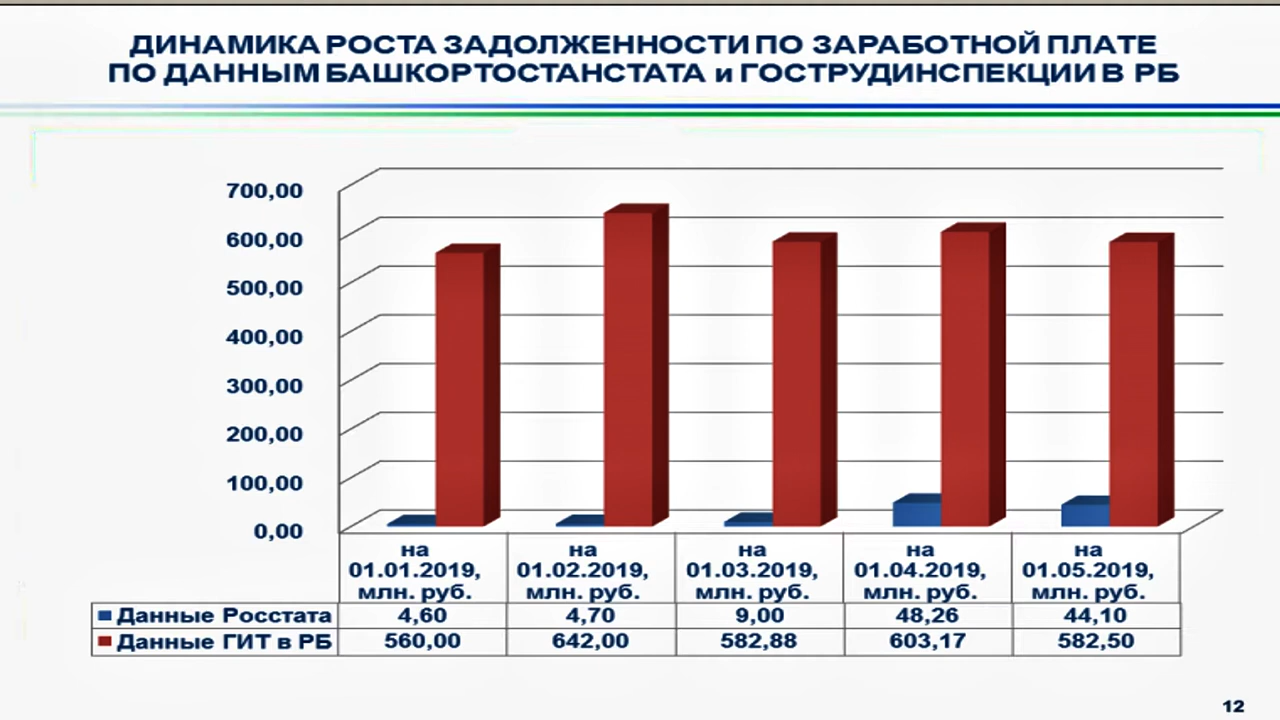 ДИНАМИКА РОСТА ЗАДОЛЖЕННОСТИ ПО ЗАРАБОТНОЙ ПЛАТЕ
ПО ДАННЫМ БАШКОРТОСТАНСТАТА и ГОСТРУДИНСПЕКЦИИ В РБ
700,00
600,00
500,00
400,00
300,00
200,00
100,00
0,00
на 01.01.2019, млн. руб.
на 01.02.2019, млн. руб.
на 01.03.2019, млн. руб.
на 01.04.2019, млн. руб.
на 01.05.2019, млн. руб.
Данные Росстата 4,60 4,70 9,00 48,26 44,10
Данные ГИТ в РБ 560,00 642,00 582,88 603,17 582,50
12